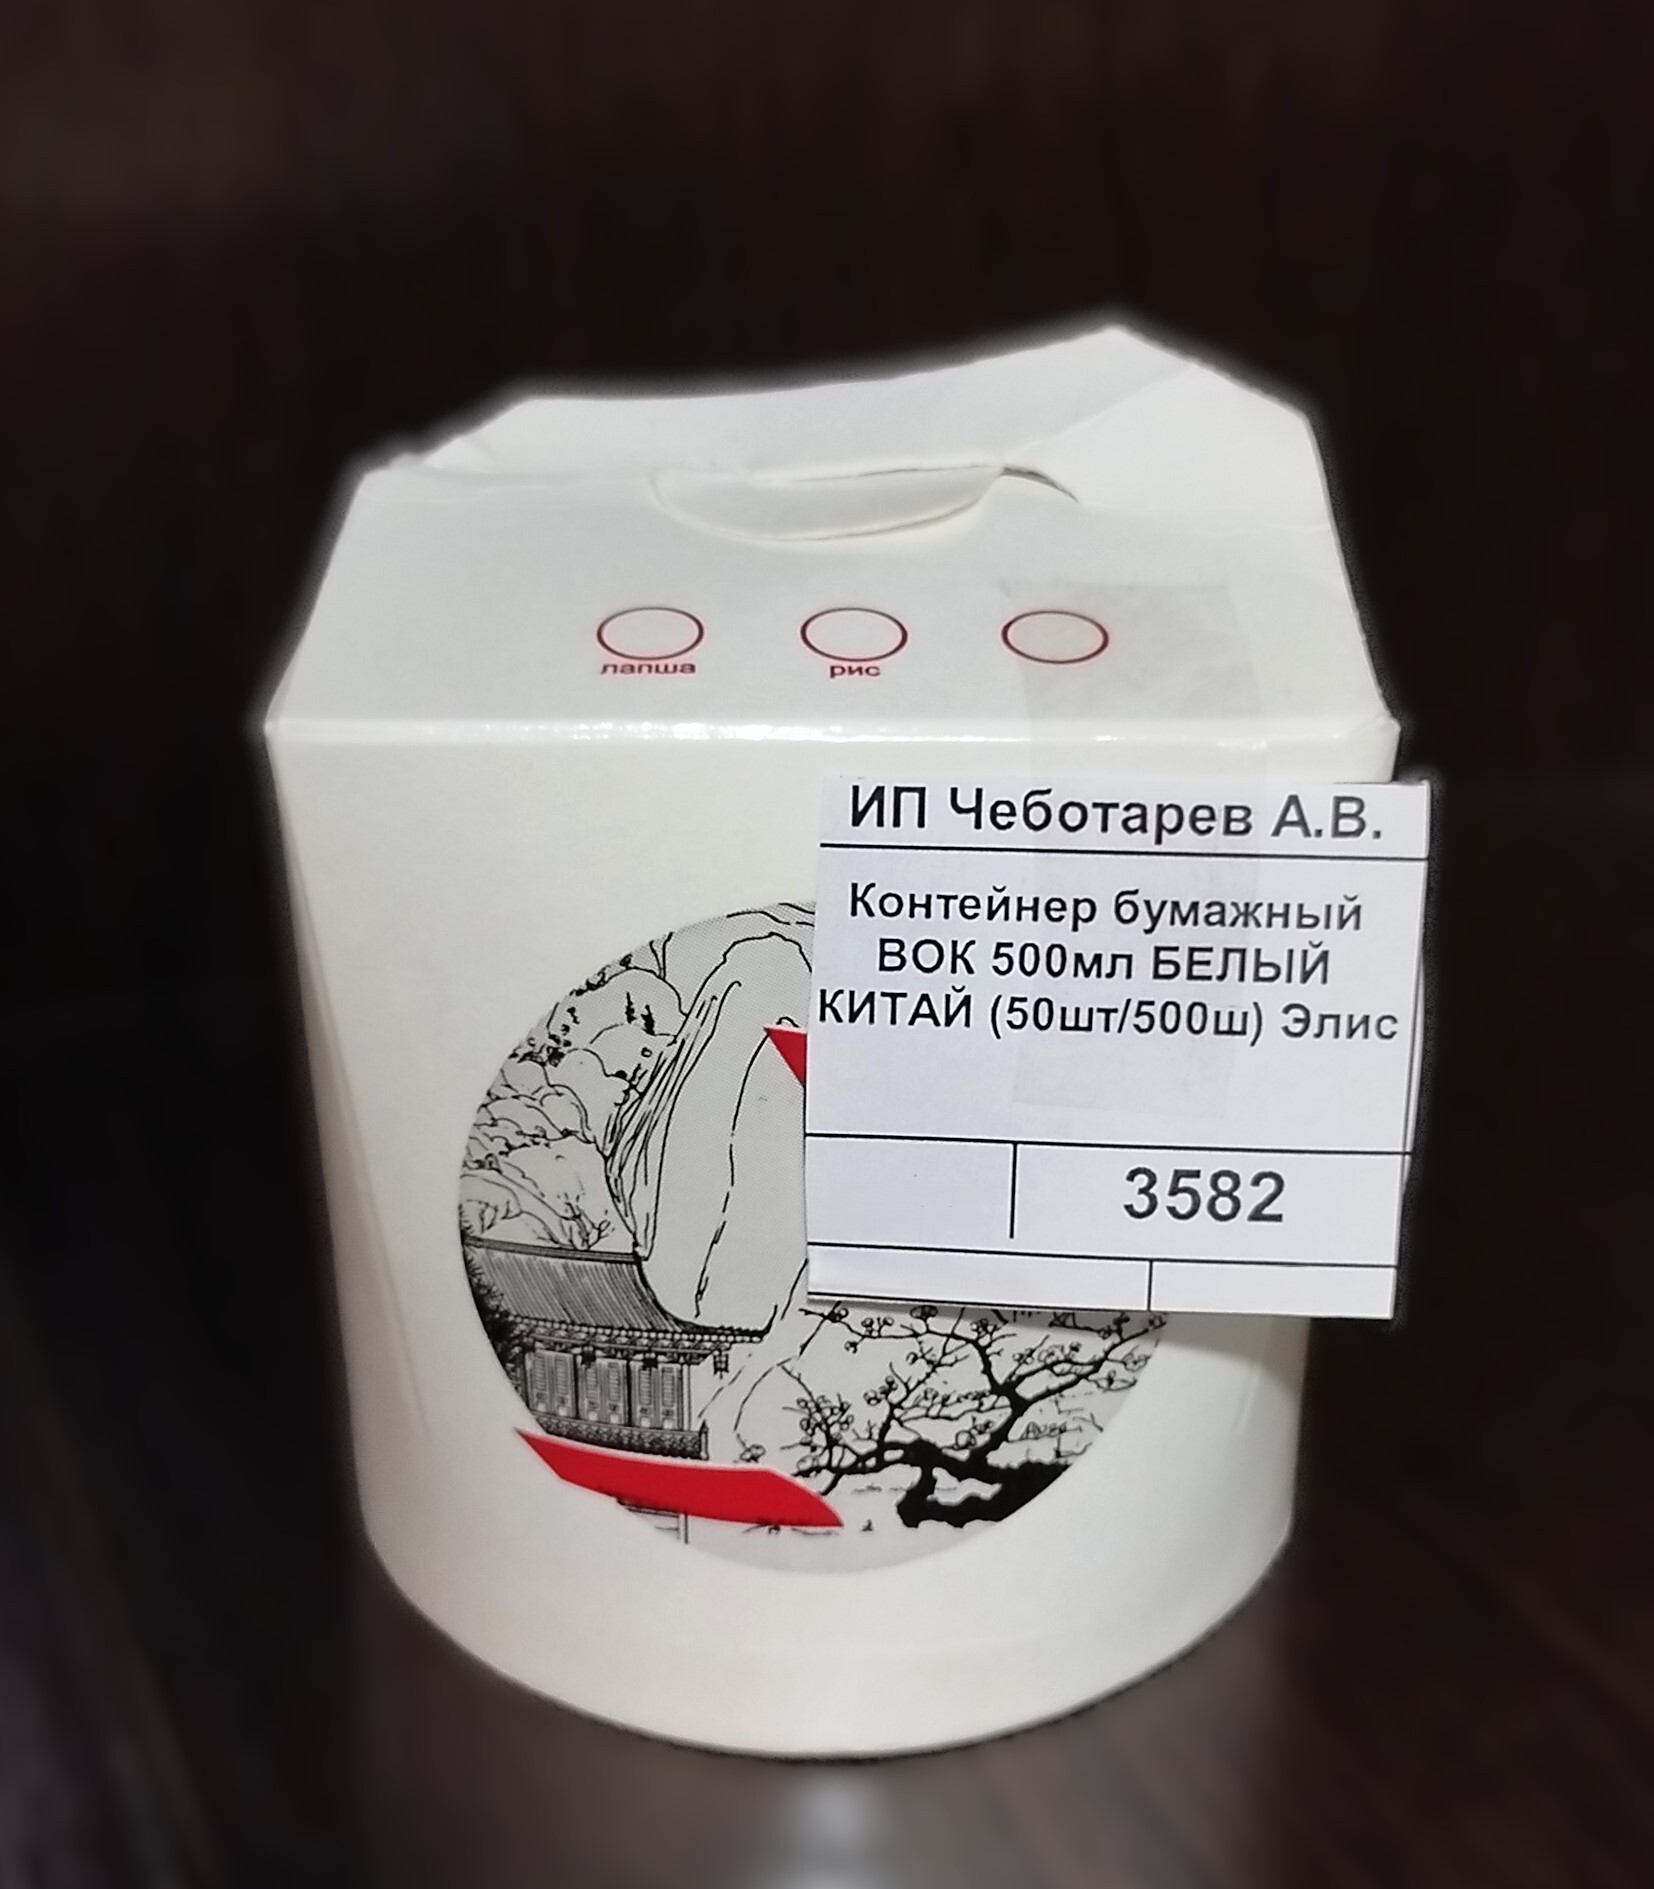 лапша рис
ИП Чеботарев А.В.
Контейнер бумажный
ВОК 500мл БЕЛЫЙ
КИТАЙ (50шт/500ш) Элис
3582